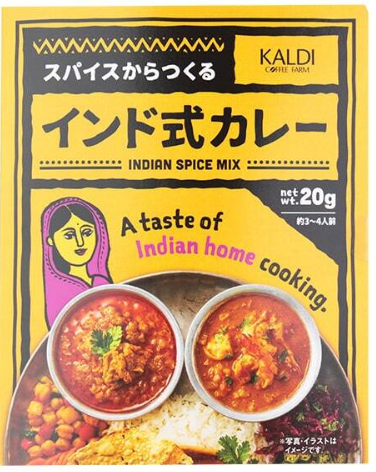 スパイスからつくる
KALDI
COFFEE FARM
インド式カレー
INDIAN SPICE MIX
net wt. 20g
約3~4人前
A taste of
Indian home cooking.
*写真・イラストは
イメージです。